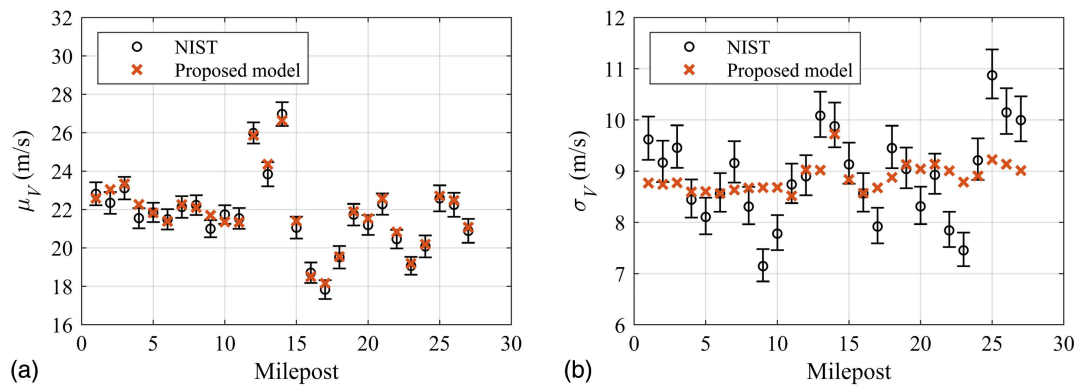 32
30
28
26
24
22
20
18
16
μV (m/s)
NIST
Proposed model
0 5 10 15 20 25 30
Milepost
(a)
12
11
10
9
8
7
6
σV (m/s)
NIST
Proposed model
0 5 10 15 20 25 30
Milepost
(b)